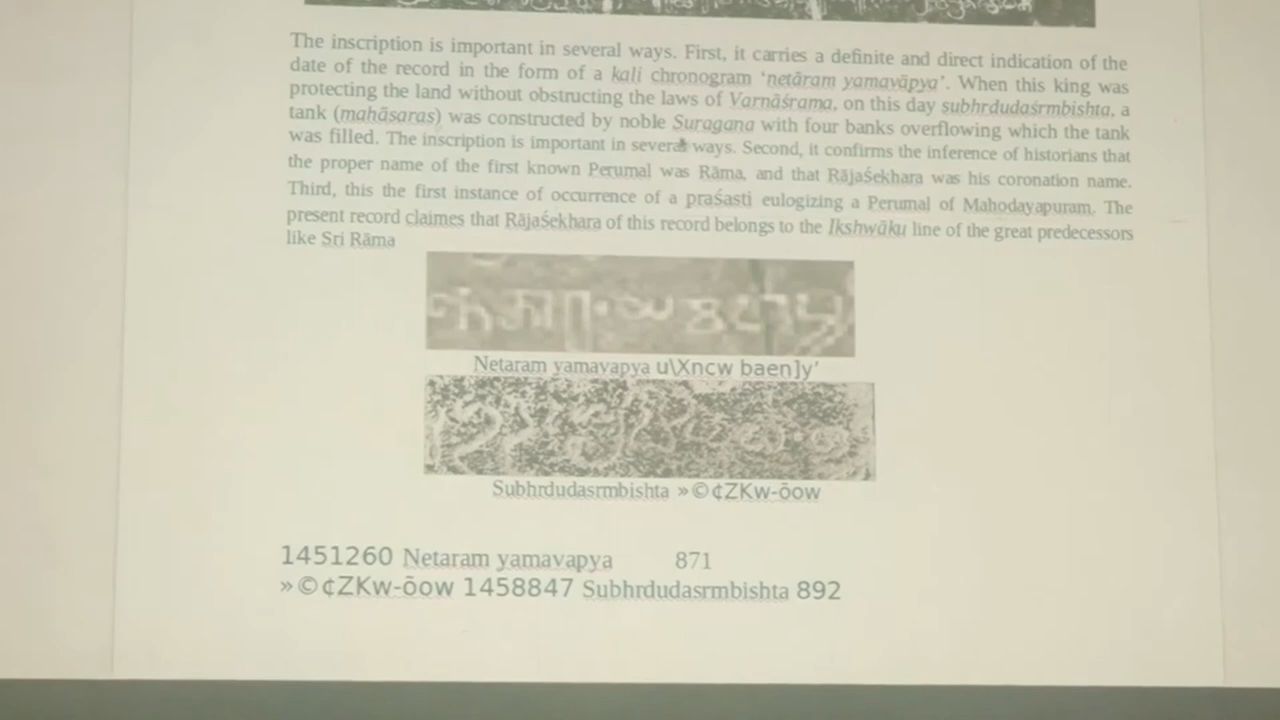 The inscription is important in several ways. First, it carries a definite and direct indication of the
date of the record in the form of a kali chronogram ‘netāram yamavāpya’. When this king was
protecting the land without obstructing the laws of Varnāśrama, on this day subhrdudaśrmbishta, a
tank (mahāsaras) was constructed by noble Suragana with four banks overflowing which the tank
was filled. The inscription is important in several ways. Second, it confirms the inference of historians that
the proper name of the first known Perumal was Rāma, and that RājaŚekhara was his coronation name.
Third, this the first instance of occurrence of a praŚasti eulogizing a Perumal of Mahodayapuram. The
present record claimes that RājaŚekhara of this record belongs to the Ikshwāku line of the great predecessors
like Sri Rāma
Netaram yamavapya u\Xncw baen]y’
Subhrdudasrmbishta »©¢ZKw-õow
1451260 Netaram yamavapya 871
»©¢ZKw-õow 1458847 Subhrdudasrmbishta 892